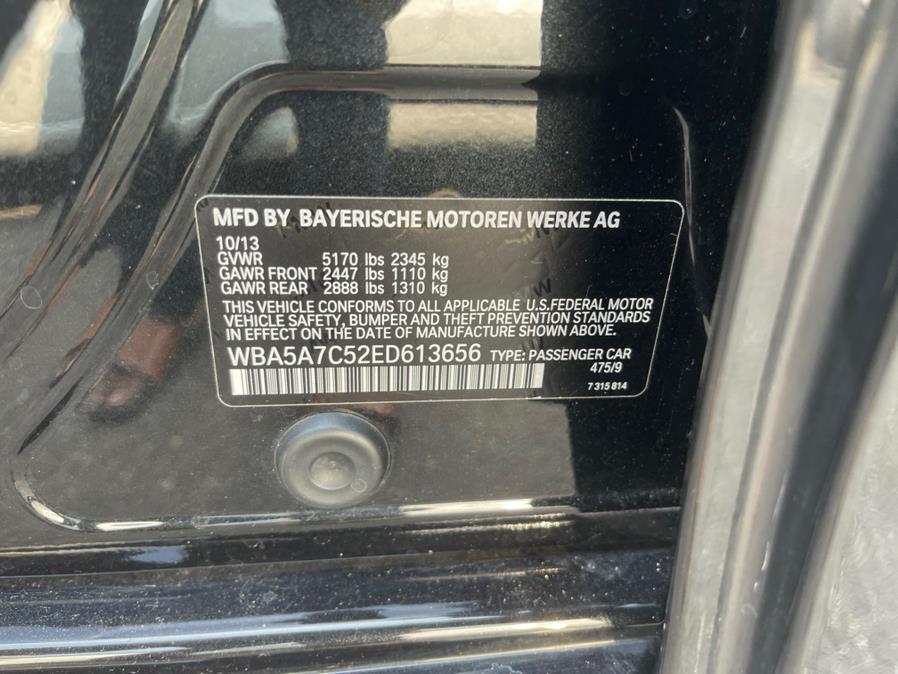 MFD BY BAYERISCHE MOTOREN WERKE AG
10/13
GVWR 5170 lbs 2345 kg
GAWR FRONT 2447 lbs 1110 kg
GAWR REAR 2888 lbs 1310 kg
THIS VEHICLE CONFORMS TO ALL APPLICABLE U.S.FEDERAL MOTOR
VEHICLE SAFETY, BUMPER AND THEFT PREVENTION STANDARDS
IN EFFECT ON THE DATE OF MANUFACTURE SHOWN ABOVE.
WBA5A7C52ED613656 TYPE: PASSENGER CAR
475/9
7 315 814